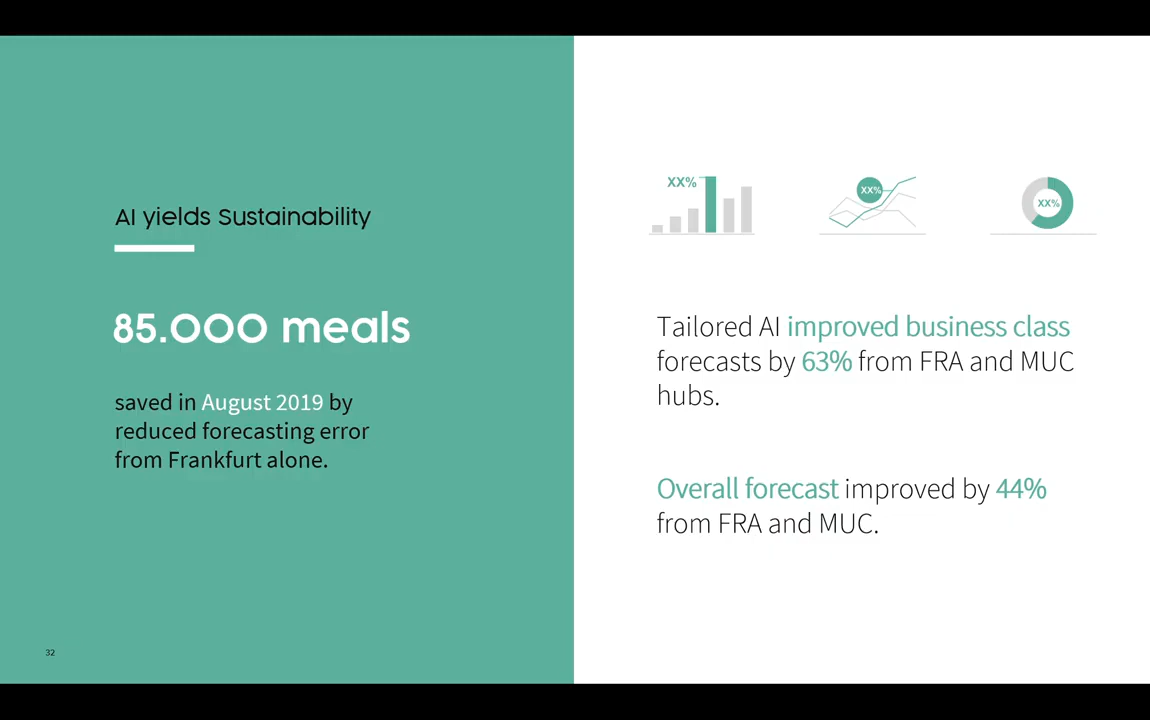 AI yields Sustainability
85.000 meals
saved in August 2019 by
reduced forecasting error
from Frankfurt alone.
32
XX%
XX%
XX%
Tailored AI improved business class
forecasts by 63% from FRA and MUC
hubs.
Overall forecast improved by 44%
from FRA and MUC.